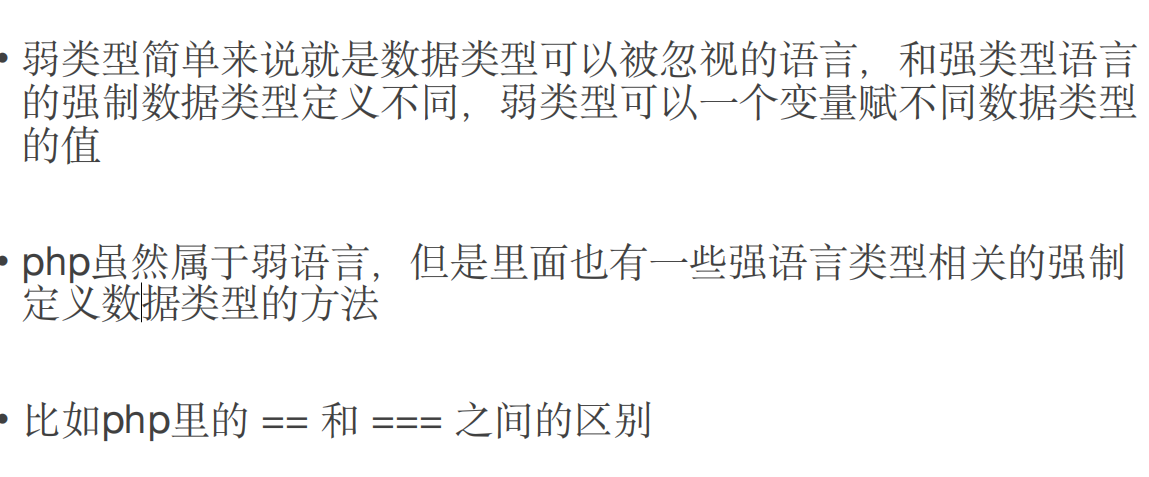 • 弱类型简单来说就是数据类型可以被忽视的语言，和强类型语言
的强制数据类型定义不同，弱类型可以一个变量赋不同数据类型
的值
• php虽然属于弱语言，但是里面也有一些强语言类型相关的强制
定义数据类型的方法
• 比如php里的 == 和 === 之间的区别